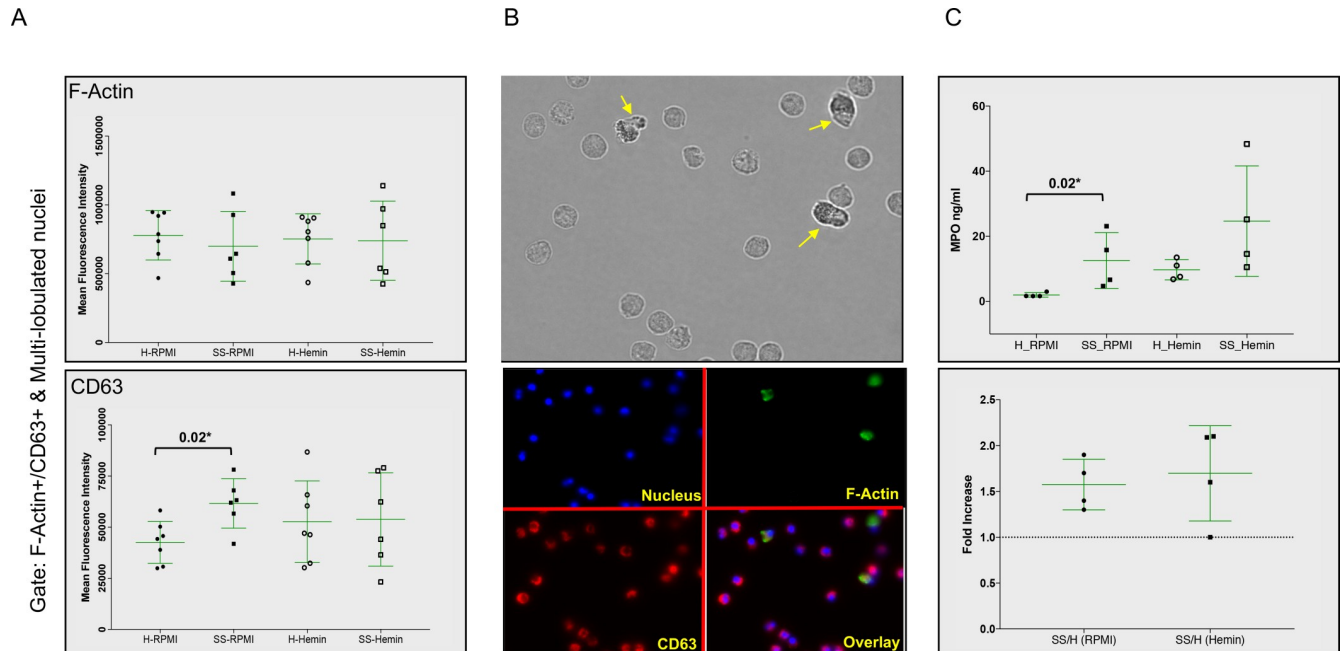 A
B
C
Gate: F-Actin+/CD63+ & Multi-lobulated nuclei
F-Actin
Mean Fluorescence Intensity
1500000
1000000
500000
0
H-RPMI SS-RPMI H-Hemin SS-Hemin
CD63
Mean Fluorescence Intensity
100000
75000
50000
25000
0
0.02*
H-RPMI SS-RPMI H-Hemin SS-Hemin
Nucleus
F-Actin
CD63
Overlay
MPO ng/ml
60
40
20
0
0.02*
H_RPMI SS_RPMI H_Hemin SS_Hemin
Fold Increase
2.5
2.0
1.5
1.0
0.5
0.0
SS/H (RPMI) SS/H (Hemin)